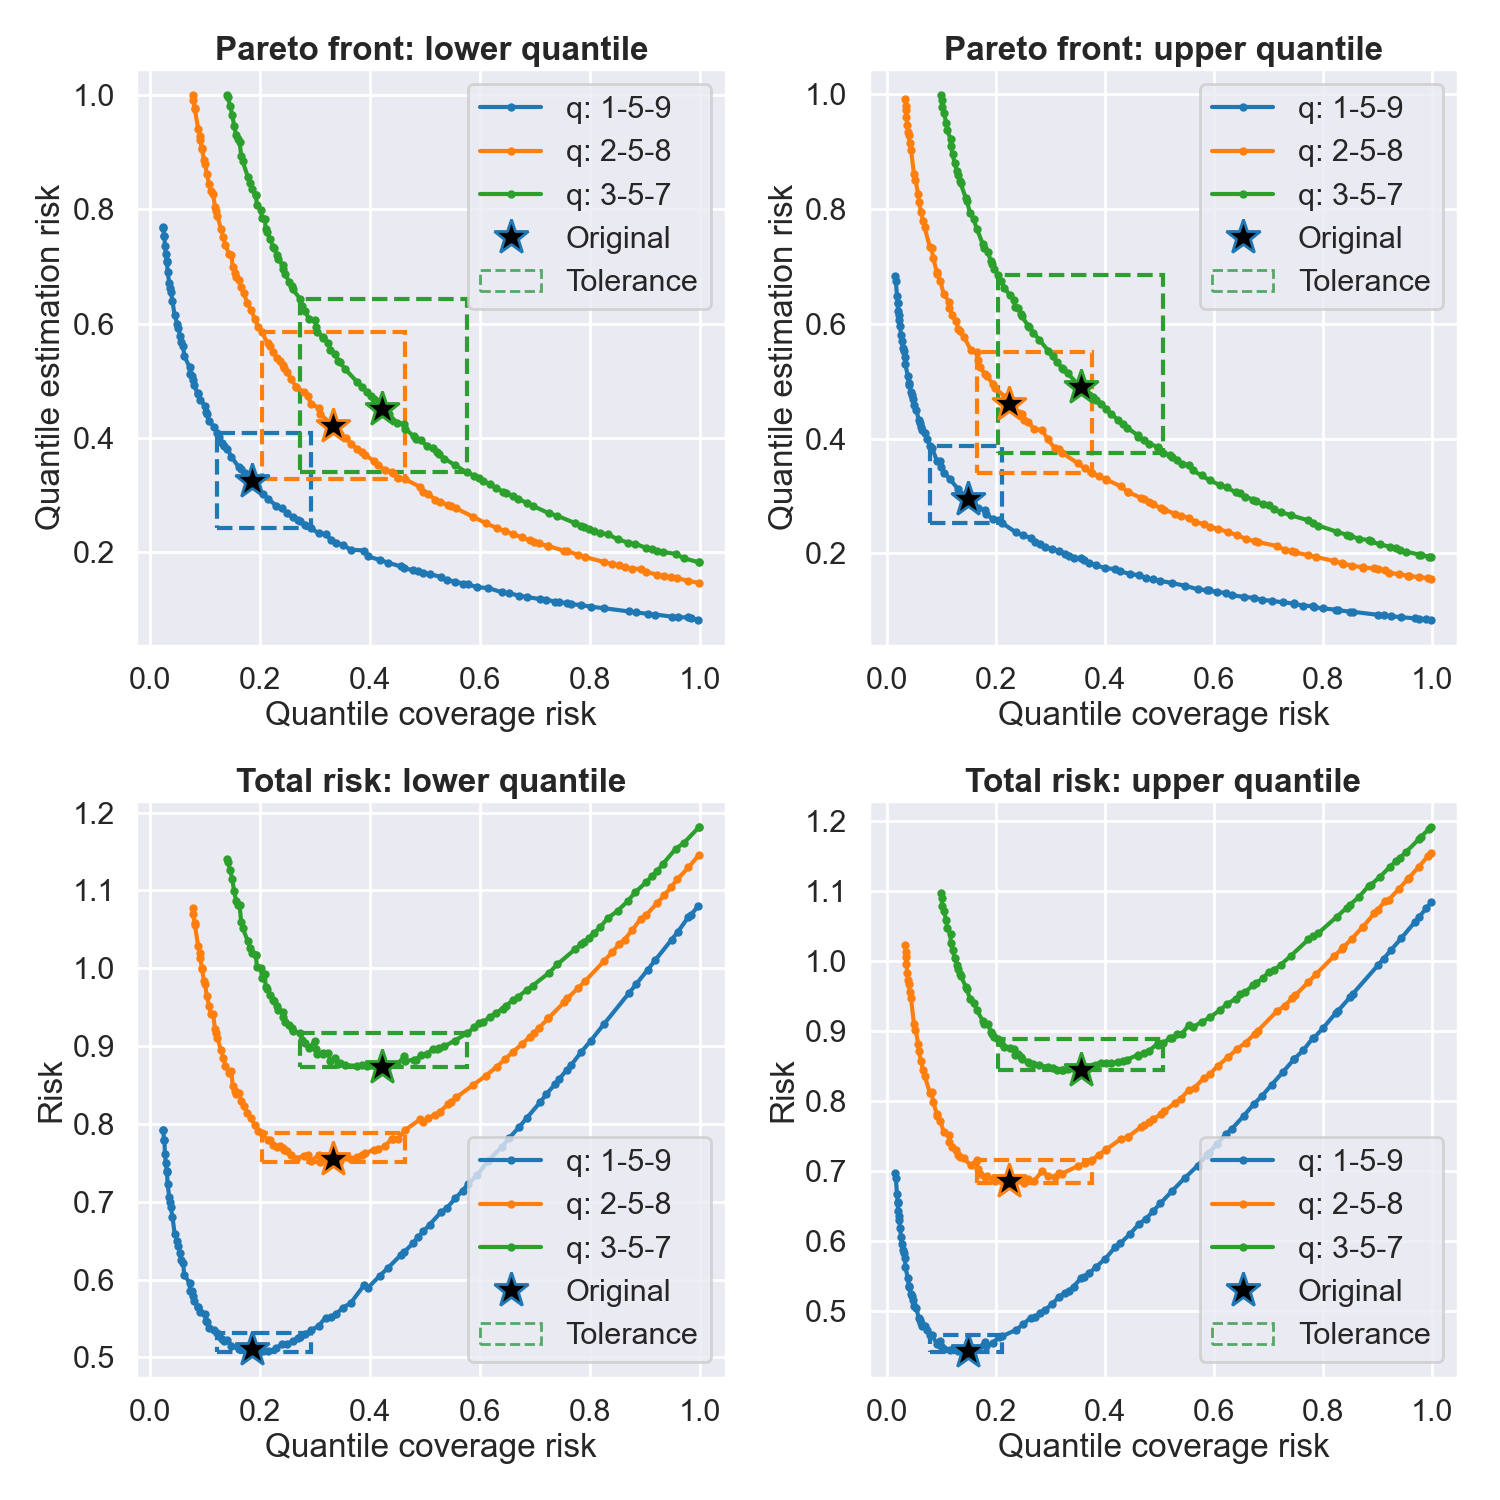 Pareto front: lower quantile
Quantile estimation risk
1.0
0.8
0.6
0.4
0.2
q: 1-5-9
q: 2-5-8
q: 3-5-7
Original
Tolerance
0.0 0.2 0.4 0.6 0.8 1.0
Quantile coverage risk
Pareto front: upper quantile
Quantile estimation risk
1.0
0.8
0.6
0.4
0.2
q: 1-5-9
q: 2-5-8
q: 3-5-7
Original
Tolerance
0.0 0.2 0.4 0.6 0.8 1.0
Quantile coverage risk
Total risk: lower quantile
Risk
1.2
1.1
1.0
0.9
0.8
0.7
0.6
0.5
q: 1-5-9
q: 2-5-8
q: 3-5-7
Original
Tolerance
0.0 0.2 0.4 0.6 0.8 1.0
Quantile coverage risk
Total risk: upper quantile
Risk
1.2
1.1
1.0
0.9
0.8
0.7
0.6
0.5
q: 1-5-9
q: 2-5-8
q: 3-5-7
Original
Tolerance
0.0 0.2 0.4 0.6 0.8 1.0
Quantile coverage risk